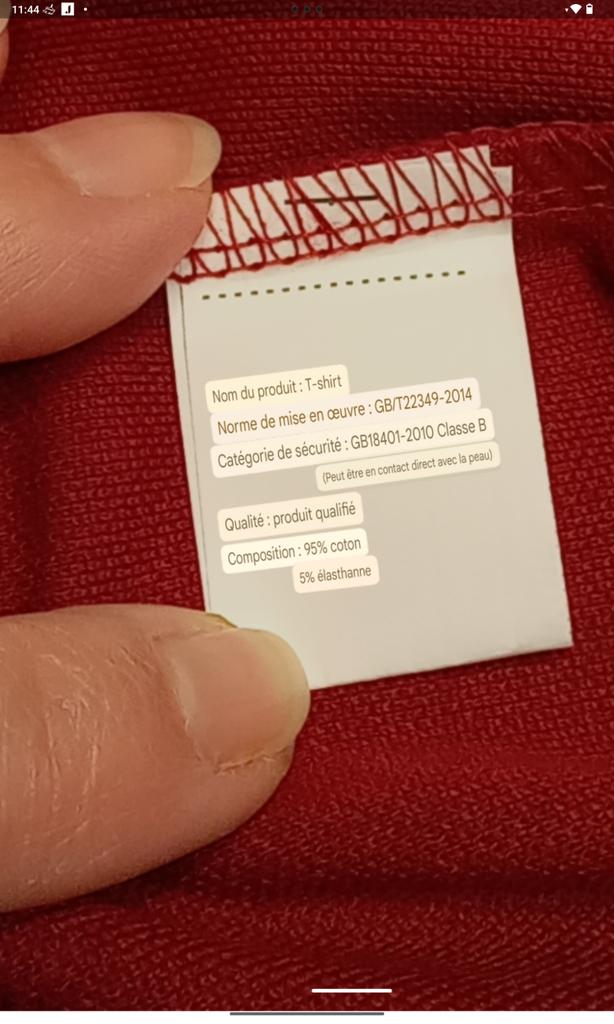 11:44
Nom du produit : T-shirt
Norme de mise en œuvre : GB/T22349-2014
Catégorie de sécurité : GB18401-2010 Classe B
(Peut être en contact direct avec la peau)
Qualité : produit qualifié
Composition : 95% coton
5% élasthanne